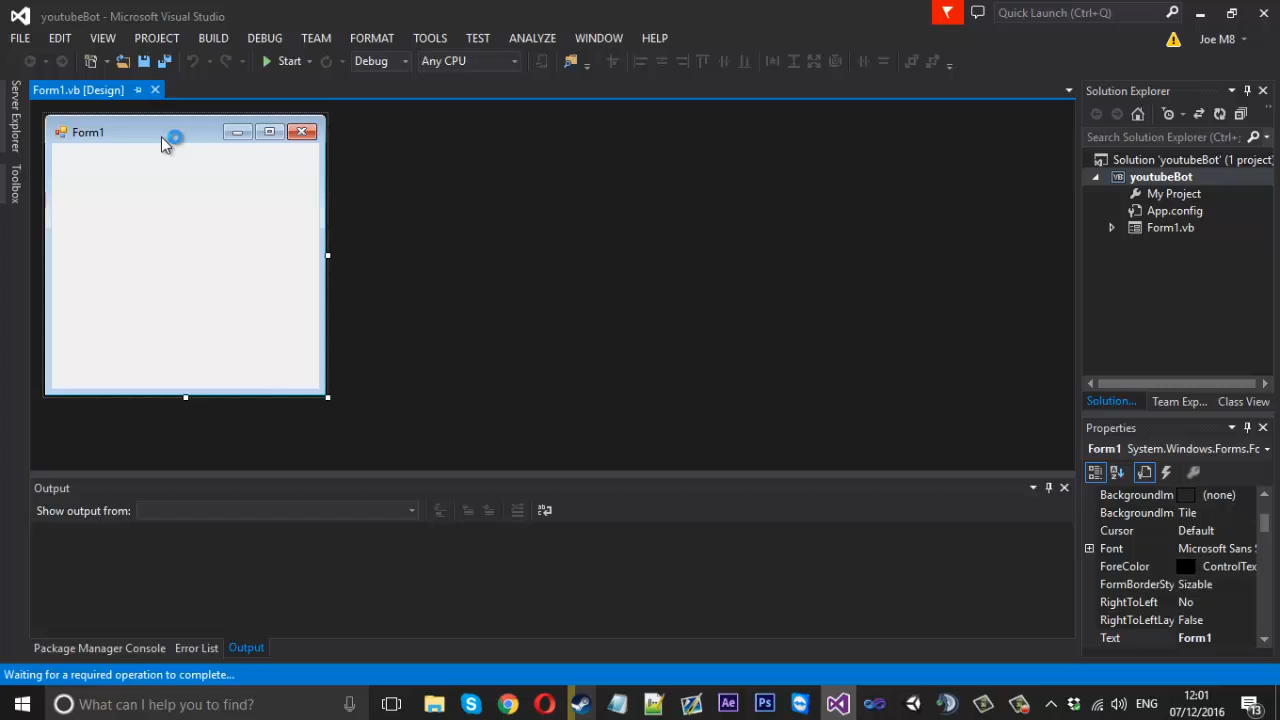 youtubeBot - Microsoft Visual Studio
Quick Launch (Ctrl+Q)
FILE EDIT VIEW PROJECT BUILD DEBUG TEAM FORMAT TOOLS TEST ANALYZE WINDOW HELP
Joe M8
Start
Debug
Any CPU
Server Explorer
Toolbox
Form1.vb [Design]
Form1
Solution Explorer
Search Solution Explorer (Ctrl+;
Solution 'youtubeBot' (1 project)
VB youtubeBot
My Project
App.config
Form1.vb
Solution... Team Exp... Class View
Properties
Form1 System.Windows.Forms.Fc
BackgroundIm (none)
BackgroundIm Tile
Cursor Default
Font Microsoft Sans S
ForeColor ControlTex
FormBorderSty Sizable
RightToLeft No
RightToLeftLay False
Text Form1
Output
Show output from:
Package Manager Console Error List Output
Waiting for a required operation to complete...
What can I help you find?
Ae
Ps
ENG
12:01
07/12/2016
13